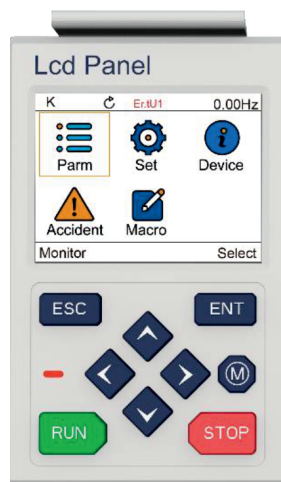 Lcd Panel
K Er.tU1 0.00Hz
Parm Set Device
Accident Macro
Monitor Select
ESC ENT
M
RUN STOP